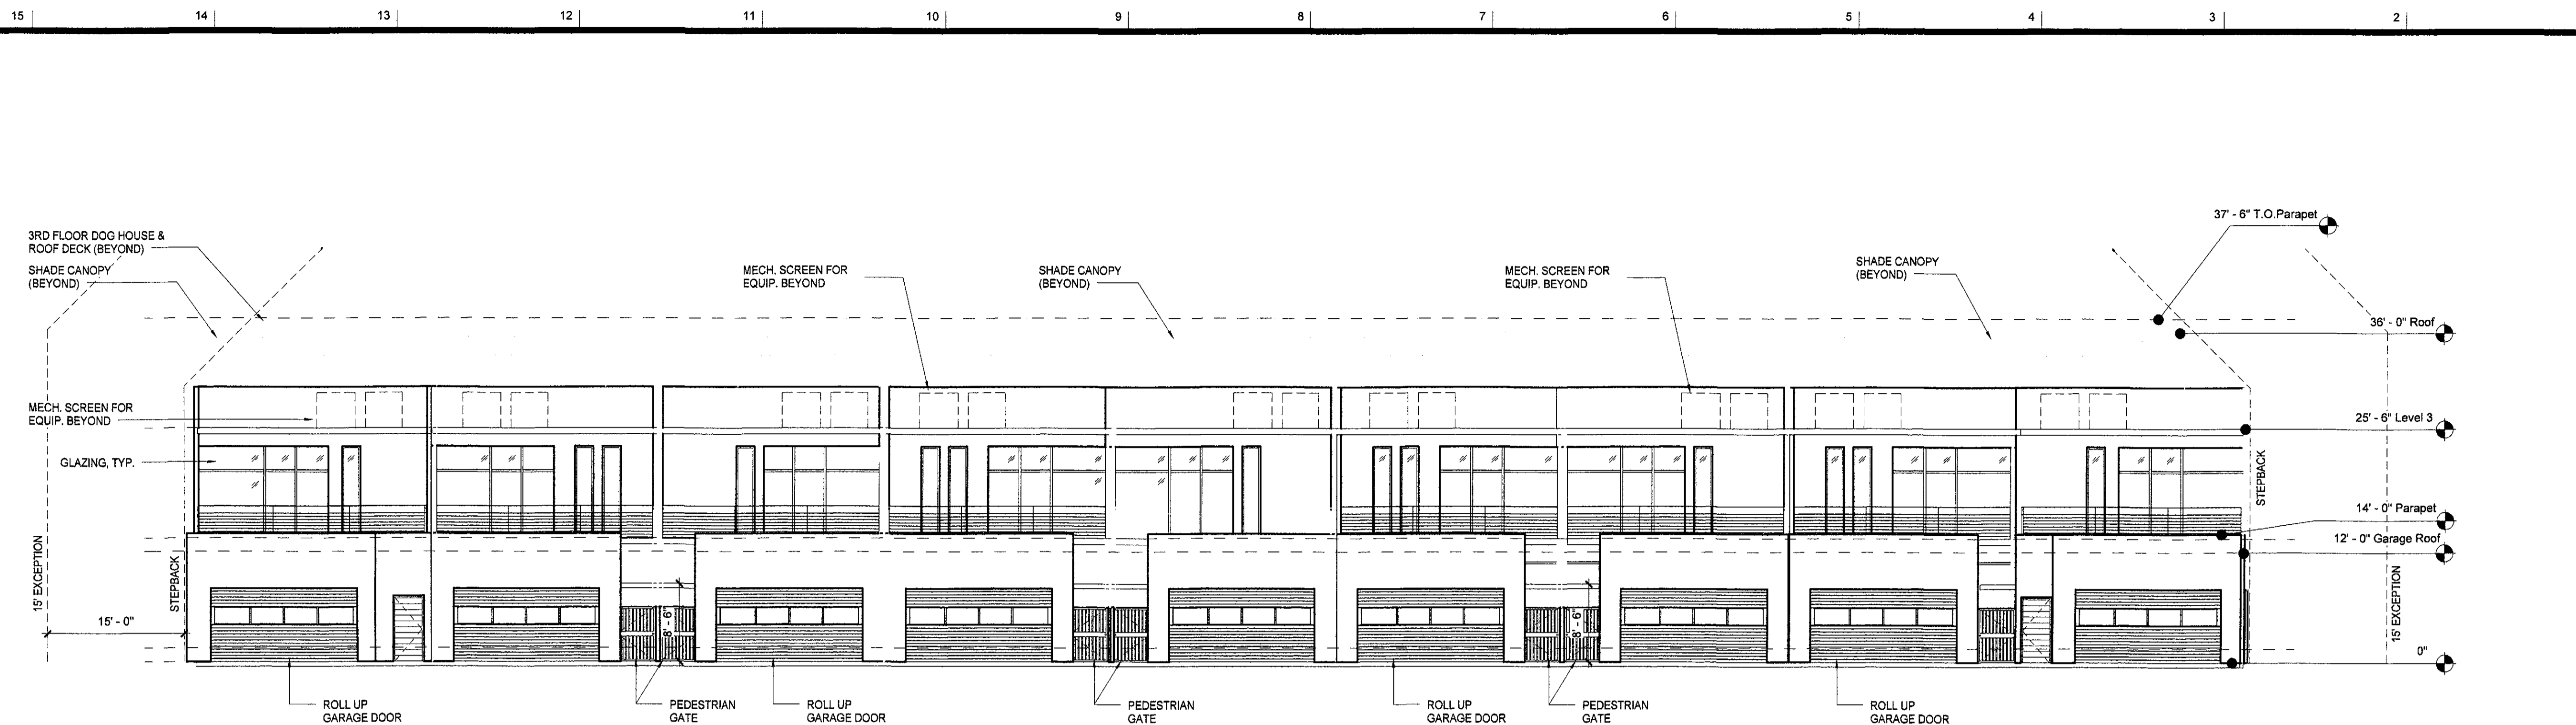 15 14 13 12 11 10 9 8 7 6 5 4 3 2
37' - 6" T.O.Parapet
3RD FLOOR DOG HOUSE &
ROOF DECK (BEYOND)
SHADE CANOPY
(BEYOND)
MECH. SCREEN FOR
EQUIP. BEYOND
SHADE CANOPY
(BEYOND)
MECH. SCREEN FOR
EQUIP. BEYOND
SHADE CANOPY
(BEYOND)
36' - 0" Roof
MECH. SCREEN FOR
EQUIP. BEYOND
25' - 6" Level 3
GLAZING, TYP.
STEPBACK
14' - 0" Parapet
12' - 0" Garage Roof
15' EXCEPTION
STEPBACK
15' - 0"
8' - 6"
8' - 6"
15' EXCEPTION
0"
ROLL UP
GARAGE DOOR
PEDESTRIAN
GATE
ROLL UP
GARAGE DOOR
PEDESTRIAN
GATE
ROLL UP
GARAGE DOOR
PEDESTRIAN
GATE
ROLL UP
GARAGE DOOR